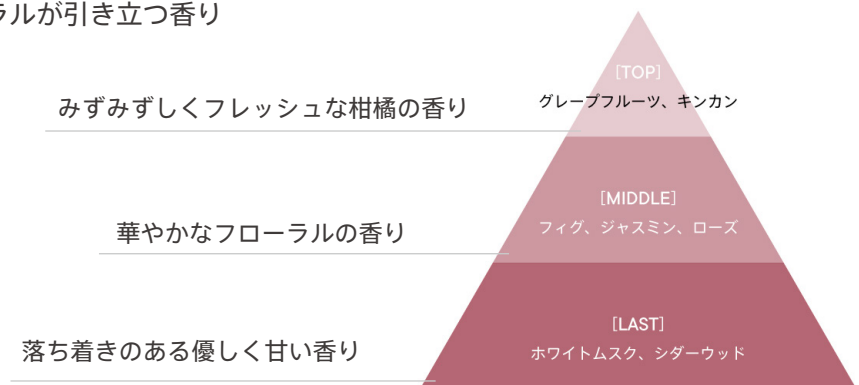 ラルが引き立つ香り
[TOP]
グレープフルーツ、キンカン
みずみずしくフレッシュな柑橘の香り
[MIDDLE]
フィグ、ジャスミン、ローズ
華やかなフローラルの香り
[LAST]
ホワイトムスク、シダーウッド
落ち着きのある優しく甘い香り